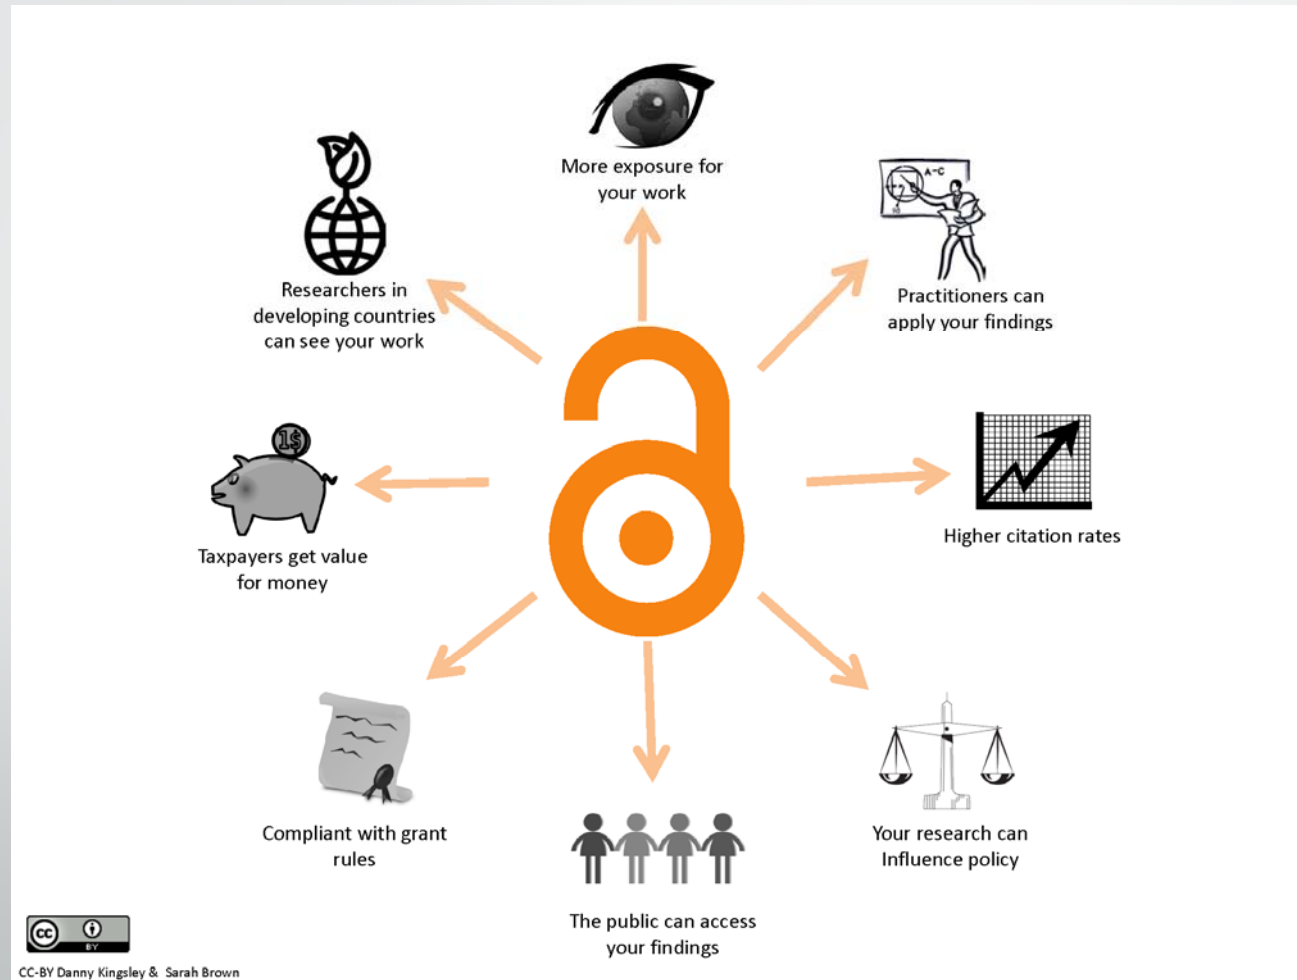 More exposure for
your work
A-C
Practitioners can
apply your findings
Researchers in
developing countries
can see your work
1$
Higher citation rates
Taxpayers get value
for money
Compliant with grant
rules
Your research can
Influence policy
The public can access
your findings
cc
BY
CC-BY Danny Kingsley & Sarah Brown